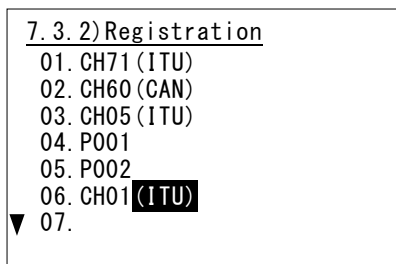 7.3.2)Registration
01.CH71(ITU)
02.CH60(CAN)
03.CH05(ITU)
04.P001
05.P002
06.CH01(ITU)
▼ 07.